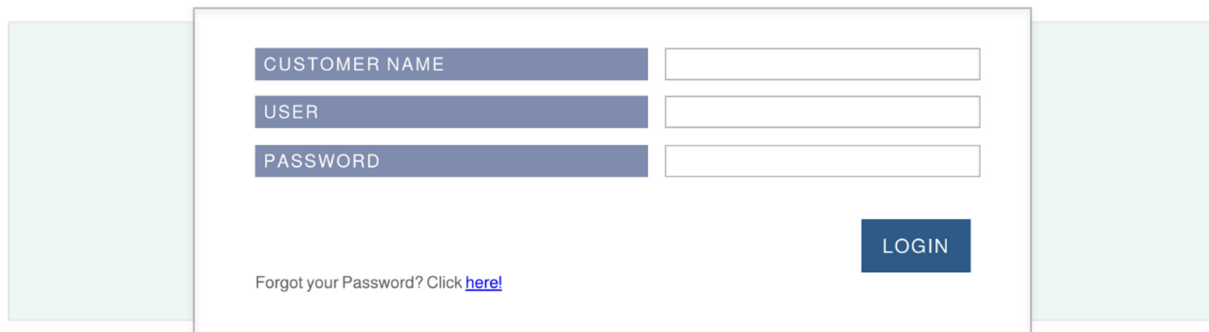 CUSTOMER NAME
USER
PASSWORD
LOGIN
Forgot your Password? Click here!